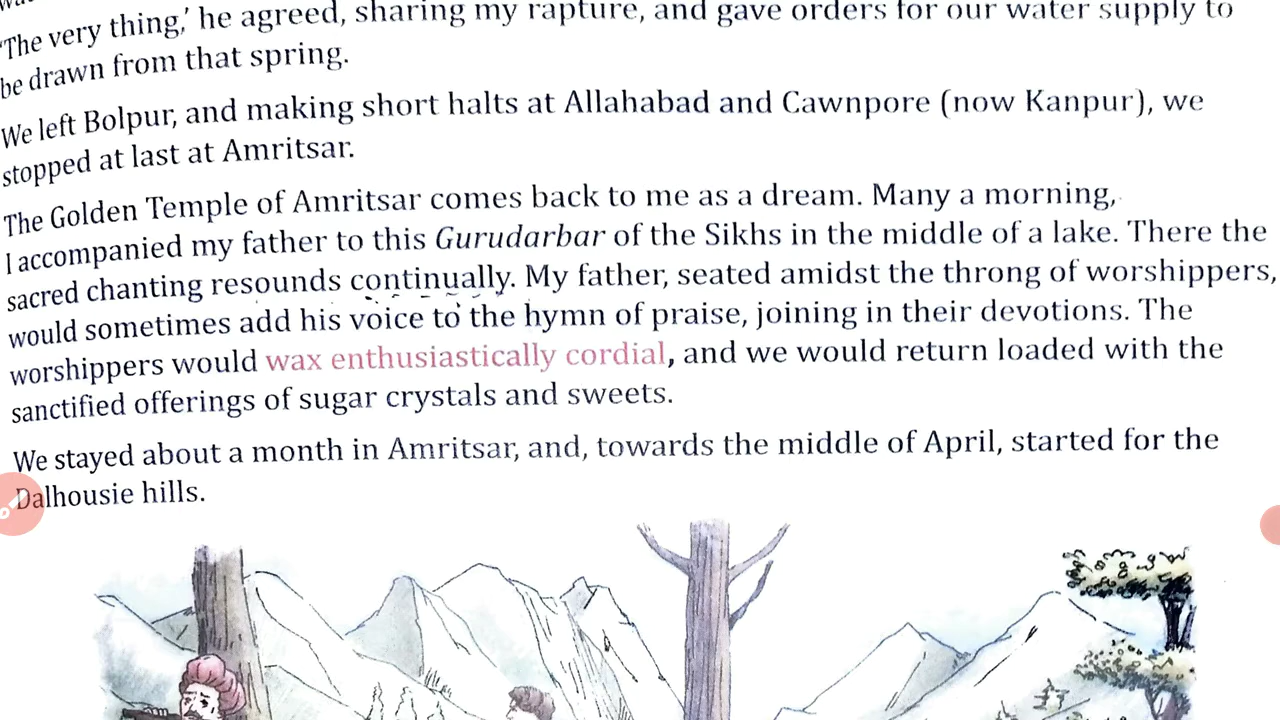 ‘The very thing,’ he agreed, sharing my rapture, and gave orders for our water supply to
be drawn from that spring.
We left Bolpur, and making short halts at Allahabad and Cawnpore (now Kanpur), we
stopped at last at Amritsar.
The Golden Temple of Amritsar comes back to me as a dream. Many a morning,
I accompanied my father to this Gurudarbar of the Sikhs in the middle of a lake. There the
sacred chanting resounds continually. My father, seated amidst the throng of worshippers,
would sometimes add his voice to the hymn of praise, joining in their devotions. The
worshippers would wax enthusiastically cordial, and we would return loaded with the
sanctified offerings of sugar crystals and sweets.
We stayed about a month in Amritsar, and, towards the middle of April, started for the
Dalhousie hills.